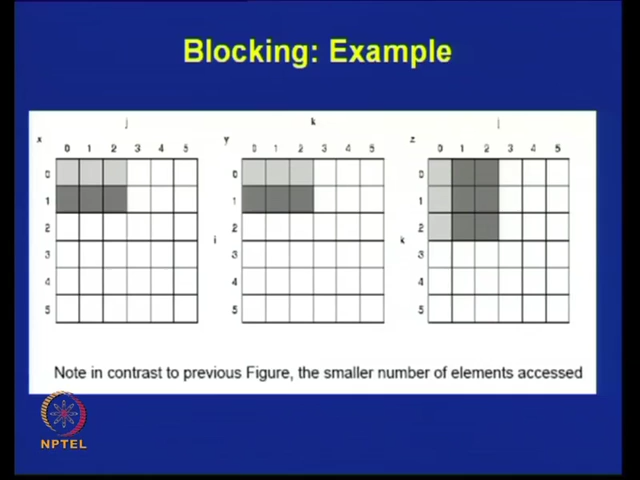 Blocking: Example
j k j
x y z
0 1 2 3 4 5 0 1 2 3 4 5 0 1 2 3 4 5
0 0 0
1 1 1
2 2 2
i k
3 3 3
4 4 4
5 5 5
Note in contrast to previous Figure, the smaller number of elements accessed
NPTEL